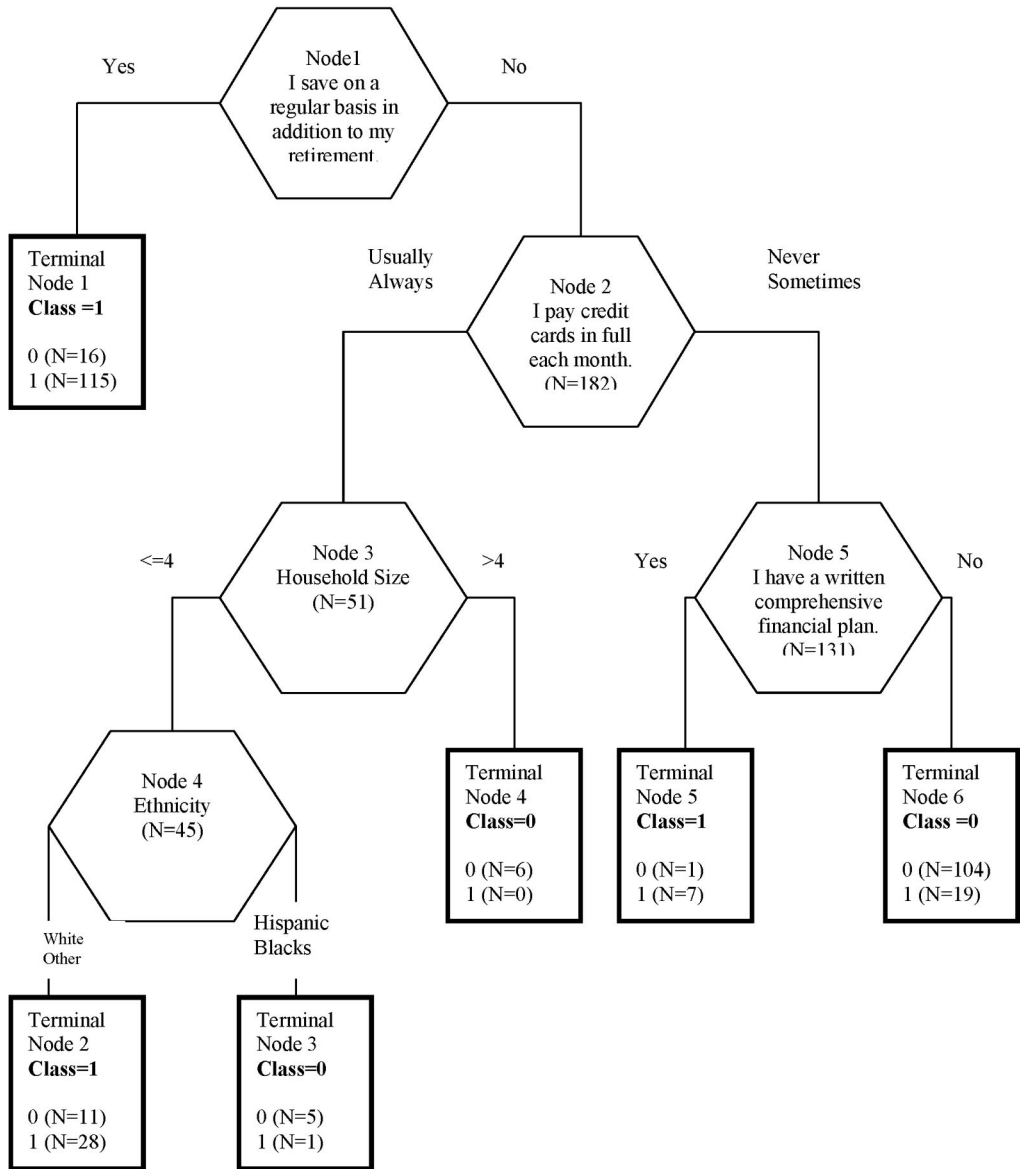 Yes
Node1
I save on a
regular basis in
addition to my
retirement.
No
Terminal
Node 1
Class =1
0 (N=16)
1 (N=115)
Usually
Always
Node 2
I pay credit
cards in full
each month.
(N=182)
Never
Sometimes
<=4
Node 3
Household Size
(N=51)
>4
Yes
Node 5
I have a written
comprehensive
financial plan.
(N=131)
No
Node 4
Ethnicity
(N=45)
Terminal
Node 4
Class=0
0 (N=6)
1 (N=0)
Terminal
Node 5
Class=1
0 (N=1)
1 (N=7)
Terminal
Node 6
Class =0
0 (N=104)
1 (N=19)
White
Other
Hispanic
Blacks
Terminal
Node 2
Class=1
0 (N=11)
1 (N=28)
Terminal
Node 3
Class=0
0 (N=5)
1 (N=1)